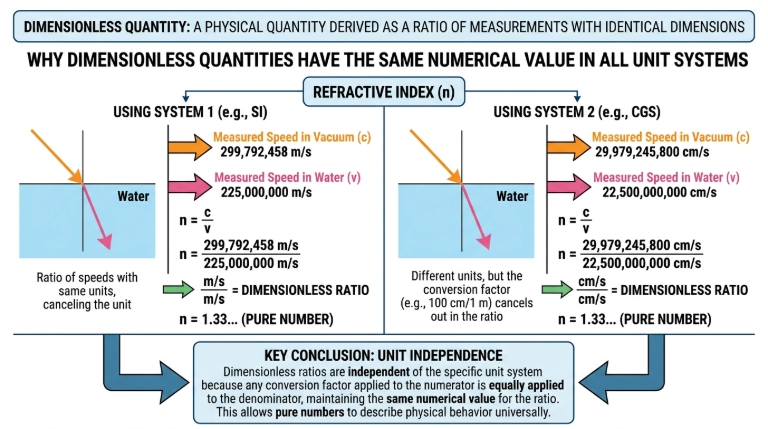 DIMENSIONLESS QUANTITY: A PHYSICAL QUANTITY DERIVED AS A RATIO OF MEASUREMENTS WITH IDENTICAL DIMENSIONS
WHY DIMENSIONLESS QUANTITIES HAVE THE SAME NUMERICAL VALUE IN ALL UNIT SYSTEMS
REFRACTIVE INDEX (n)
USING SYSTEM 1 (e.g., SI)
Measured Speed in Vacuum (c)
299,792,458 m/s
Water
Measured Speed in Water (v)
225,000,000 m/s
n = c/v
n = 299,792,458 m/s / 225,000,000 m/s
Ratio of speeds with
same units,
canceling the unit
m/s / m/s = DIMENSIONLESS RATIO
n = 1.33... (PURE NUMBER)
USING SYSTEM 2 (e.g., CGS)
Measured Speed in Vacuum (c)
29,979,245,800 cm/s
Water
Measured Speed in Water (v)
22,500,000,000 cm/s
n = c/v
n = 29,979,245,800 cm/s / 22,500,000,000 cm/s
Different units, but the
conversion factor
(e.g., 100 cm/1 m) cancels
out in the ratio
cm/s / cm/s = DIMENSIONLESS RATIO
n = 1.33... (PURE NUMBER)
KEY CONCLUSION: UNIT INDEPENDENCE
Dimensionless ratios are independent of the specific unit system
because any conversion factor applied to the numerator is equally applied
to the denominator, maintaining the same numerical value for the ratio.
This allows pure numbers to describe physical behavior universally.